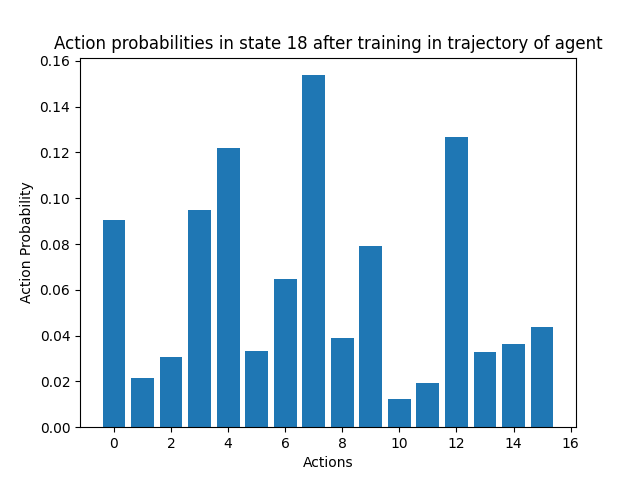 Action probabilities in state 18 after training in trajectory of agent
0.16
0.14
0.12
0.10
0.08
0.06
0.04
0.02
0.00
Action Probability
0 2 4 6 8 10 12 14 16
Actions